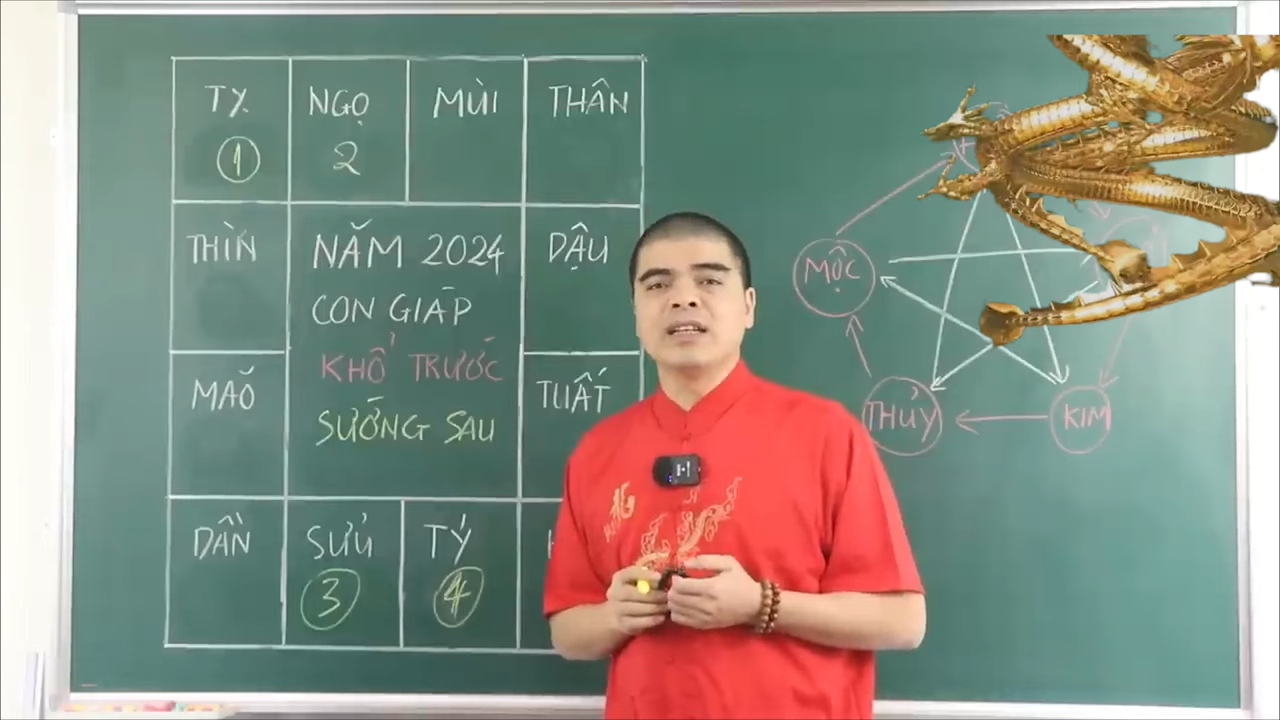 TỴ
①
NGỌ
2
MÙI
THÂN
THÌN
NĂM 2024
CON GIÁP
KHỔ TRƯỚC
SƯỚNG SAU
DẬU
MÃO
TUẤT
DẦN
SỬU
③
TÝ
④
MỘC
THỦY
KIM